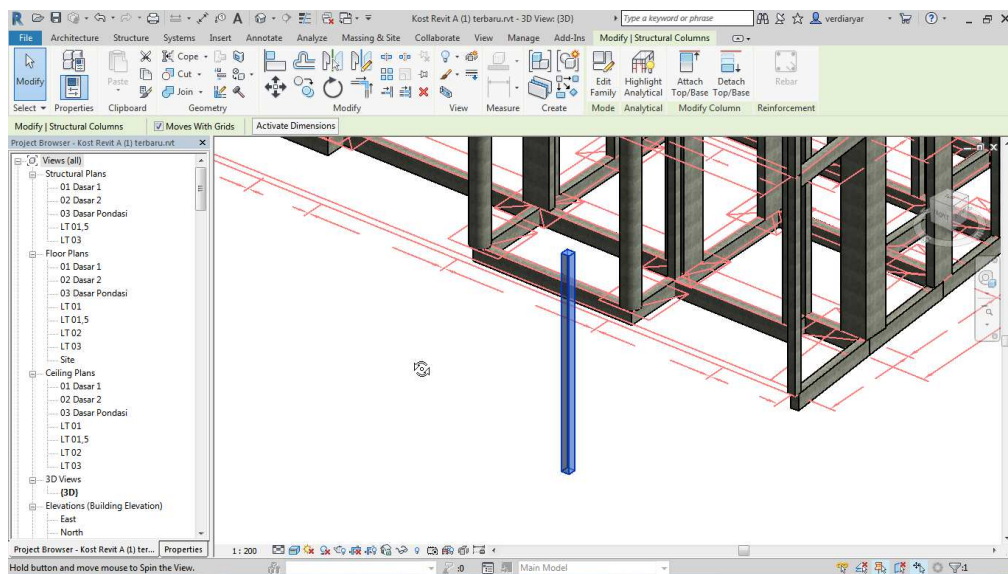 Kost Revit A (1) terbaru.rvt - 3D View: {3D}
Type a keyword or phrase
verdiaryar
File Architecture Structure Systems Insert Annotate Analyze Massing & Site Collaborate View Manage Add-Ins Modify | Structural Columns
Modify
Paste
Cope
Cut
Join
Edit Family
Highlight Analytical
Attach Top/Base
Detach Top/Base
Rebar
Select Properties Clipboard Geometry Modify View Measure Create Mode Analytical Modify Column Reinforcement
Modify | Structural Columns Moves With Grids Activate Dimensions
Project Browser - Kost Revit A (1) terbaru.rvt
Views (all)
Structural Plans
01 Dasar 1
02 Dasar 2
03 Dasar Pondasi
LT 01,5
LT 03
Floor Plans
01 Dasar 1
02 Dasar 2
03 Dasar Pondasi
LT 01
LT 01,5
LT 02
LT 03
Site
Ceiling Plans
01 Dasar 1
02 Dasar 2
03 Dasar Pondasi
LT 01
LT 01,5
LT 02
LT 03
3D Views
{3D}
Elevations (Building Elevation)
East
North
Project Browser - Kost Revit A (1) ter... Properties
1 : 200
Hold button and move mouse to Spin the View.
:0
Main Model
:1